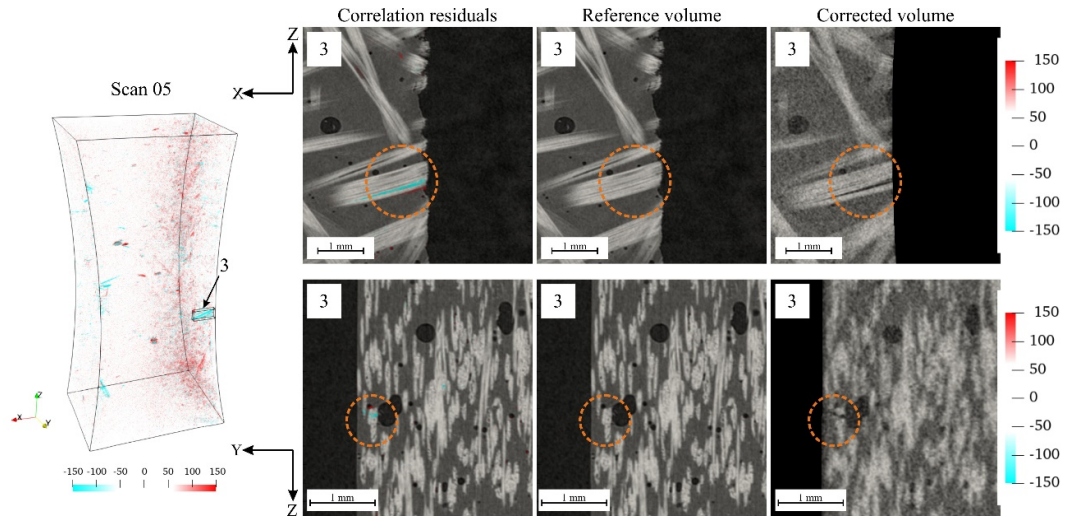 Correlation residuals
Reference volume
Corrected volume
Scan 05
Z
X
3
1 mm
3
1 mm
3
1 mm
150
100
50
0
-50
-100
-150
3
Z
X
Y
-150 -100 -50 0 50 100 150
Y
Z
3
1 mm
3
1 mm
3
1 mm
150
100
50
0
-50
-100
-150